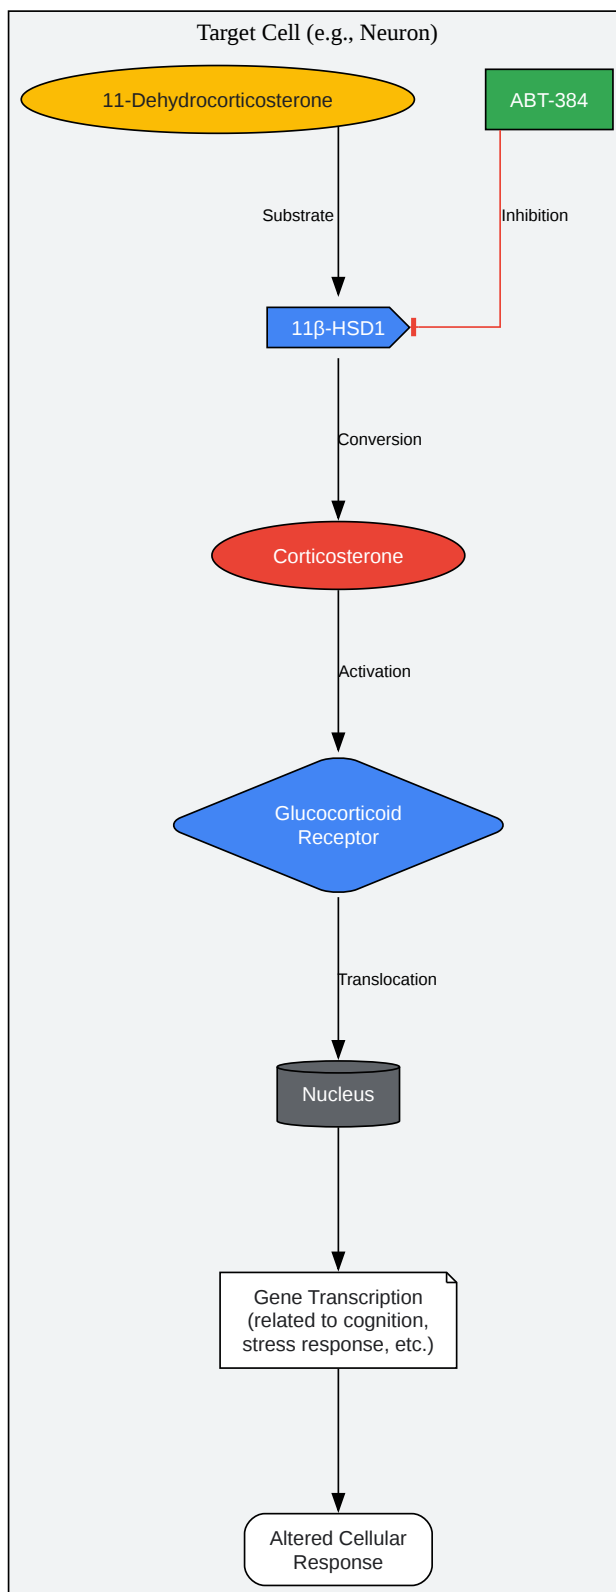 Target Cell (e.g., Neuron)
11-Dehydrocorticosterone
ABT-384
Substrate
Inhibition
11β-HSD1
Conversion
Corticosterone
Activation
Glucocorticoid
Receptor
Translocation
Nucleus
Gene Transcription
(related to cognition,
stress response, etc.)
Altered Cellular
Response